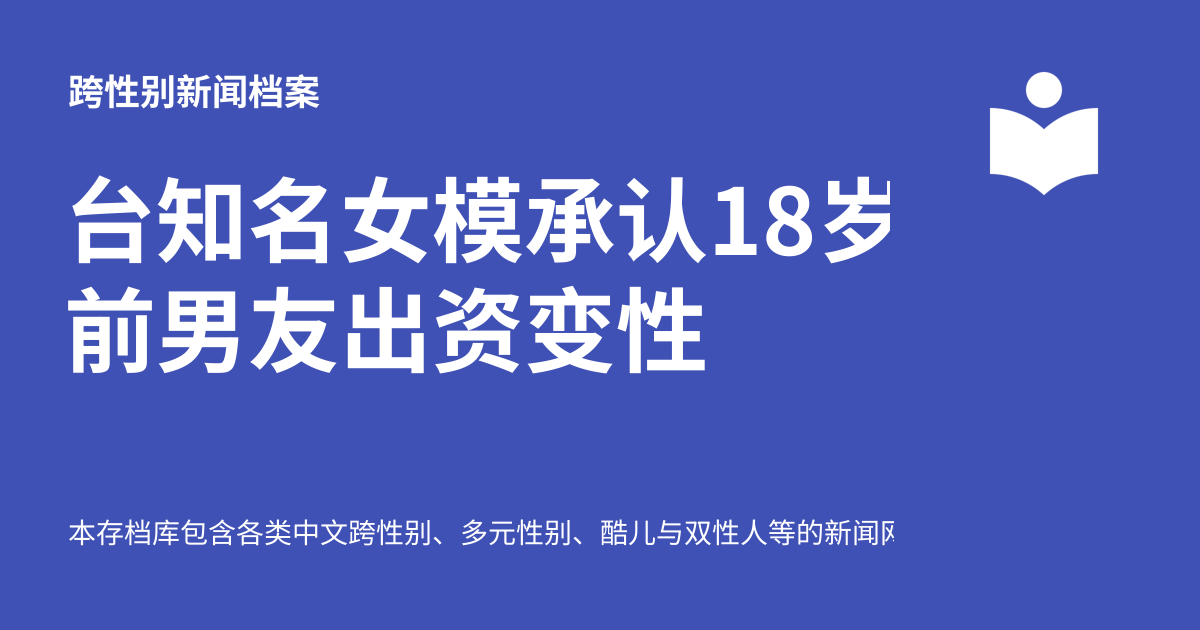 跨性别新闻档案
台知名女模承认18岁
前男友出资变性
本存档库包含各类中文跨性别、多元性别、酷儿与双性人等的新闻